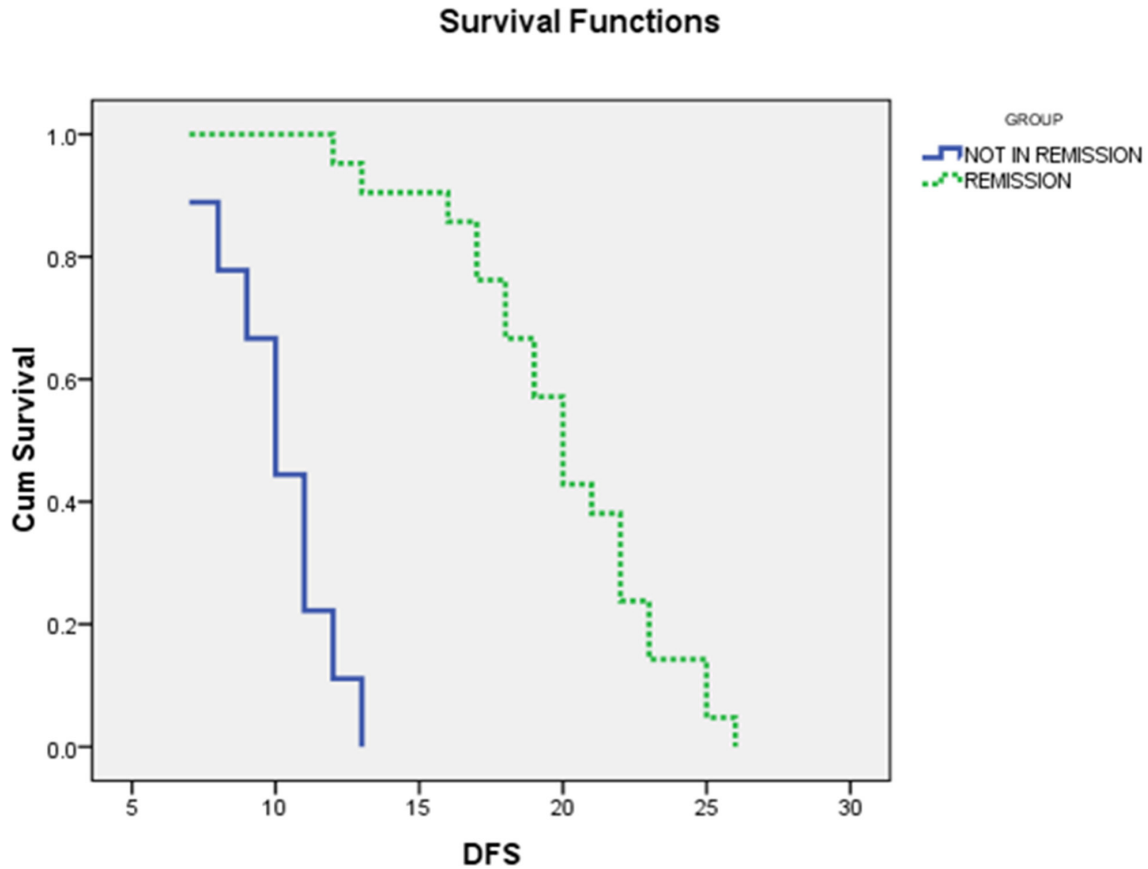 Survival Functions
GROUP
NOT IN REMISSION
REMISSION
1.0
0.8
0.6
0.4
0.2
0.0
Cum Survival
5 10 15 20 25 30
DFS